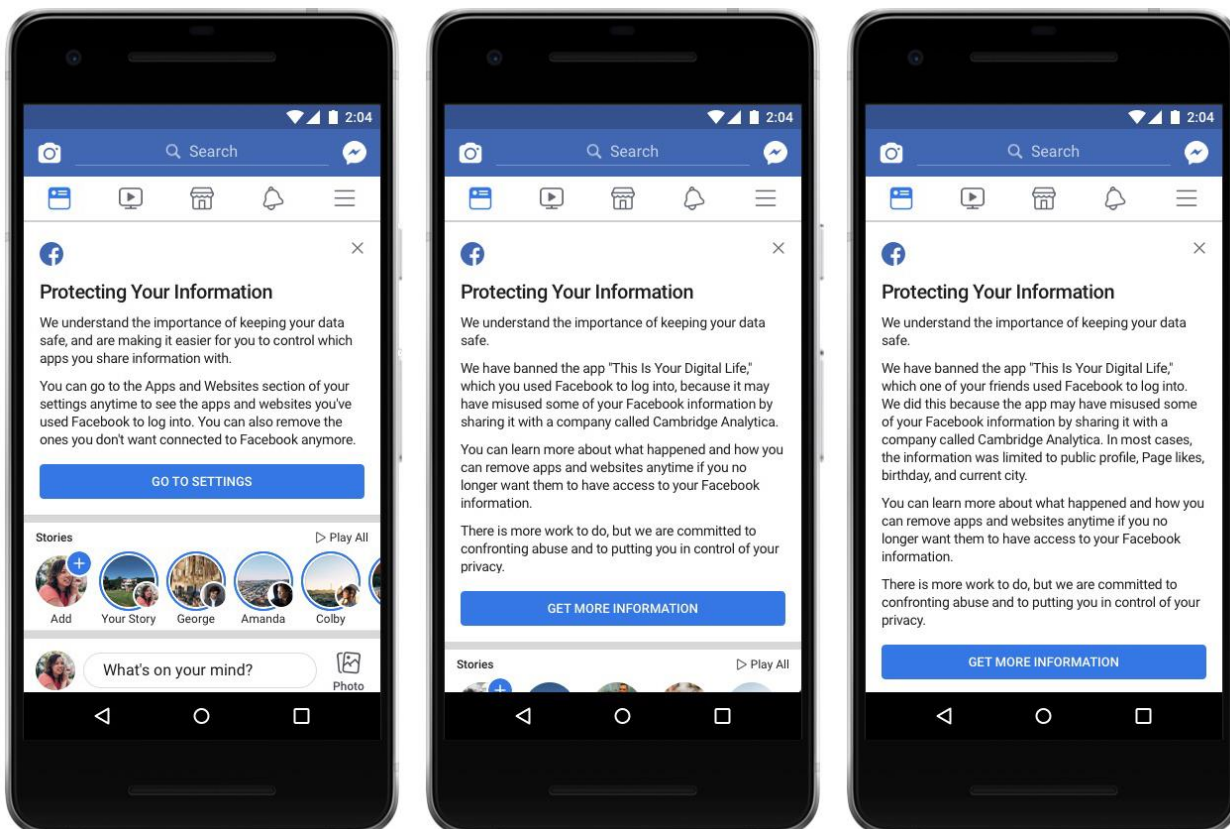 2:04
Search
Protecting Your Information
We understand the importance of keeping your data
safe, and are making it easier for you to control which
apps you share information with.
You can go to the Apps and Websites section of your
settings anytime to see the apps and websites you've
used Facebook to log into. You can also remove the
ones you don't want connected to Facebook anymore.
GO TO SETTINGS
Stories
Play All
Add
Your Story
George
Amanda
Colby
What's on your mind?
Photo
2:04
Search
Protecting Your Information
We understand the importance of keeping your data
safe.
We have banned the app "This Is Your Digital Life,"
which you used Facebook to log into, because it may
have misused some of your Facebook information by
sharing it with a company called Cambridge Analytica.
You can learn more about what happened and how you
can remove apps and websites anytime if you no
longer want them to have access to your Facebook
information.
There is more work to do, but we are committed to
confronting abuse and to putting you in control of your
privacy.
GET MORE INFORMATION
Stories
Play All
2:04
Search
Protecting Your Information
We understand the importance of keeping your data
safe.
We have banned the app "This Is Your Digital Life,"
which one of your friends used Facebook to log into.
We did this because the app may have misused some
of your Facebook information by sharing it with a
company called Cambridge Analytica. In most cases,
the information was limited to public profile, Page likes,
birthday, and current city.
You can learn more about what happened and how you
can remove apps and websites anytime if you no
longer want them to have access to your Facebook
information.
There is more work to do, but we are committed to
confronting abuse and to putting you in control of your
privacy.
GET MORE INFORMATION